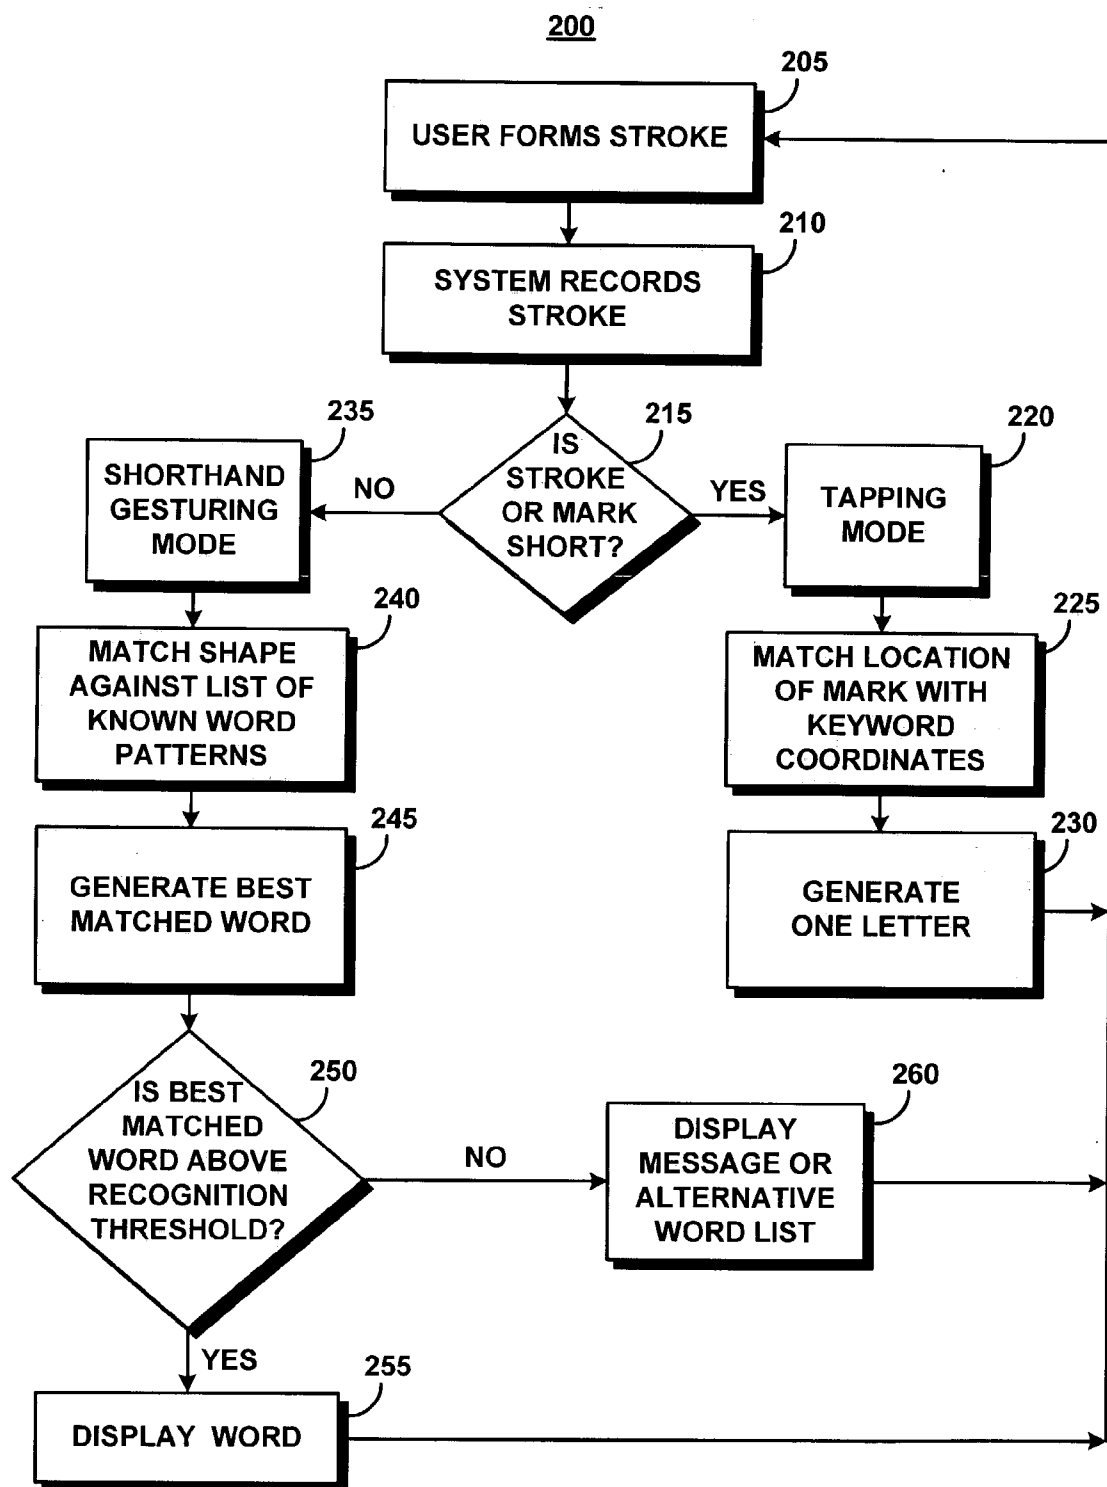 200
205
USER FORMS STROKE
210
SYSTEM RECORDS
STROKE
215
IS
STROKE
OR MARK
SHORT?
NO
YES
235
SHORTHAND
GESTURING
MODE
220
TAPPING
MODE
240
MATCH SHAPE
AGAINST LIST OF
KNOWN WORD
PATTERNS
225
MATCH LOCATION
OF MARK WITH
KEYWORD
COORDINATES
245
GENERATE BEST
MATCHED WORD
230
GENERATE
ONE LETTER
250
IS BEST
MATCHED
WORD ABOVE
RECOGNITION
THRESHOLD?
NO
260
DISPLAY
MESSAGE OR
ALTERNATIVE
WORD LIST
YES
255
DISPLAY WORD